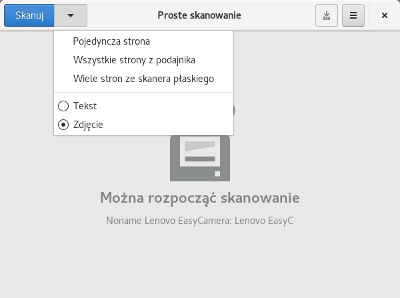 Skanuj
Proste skanowanie
Pojedyncza strona
Wszystkie strony z podajnika
Wiele stron ze skanera płaskiego
Tekst
Zdjęcie
Można rozpocząć skanowanie
Noname Lenovo EasyCamera: Lenovo EasyC